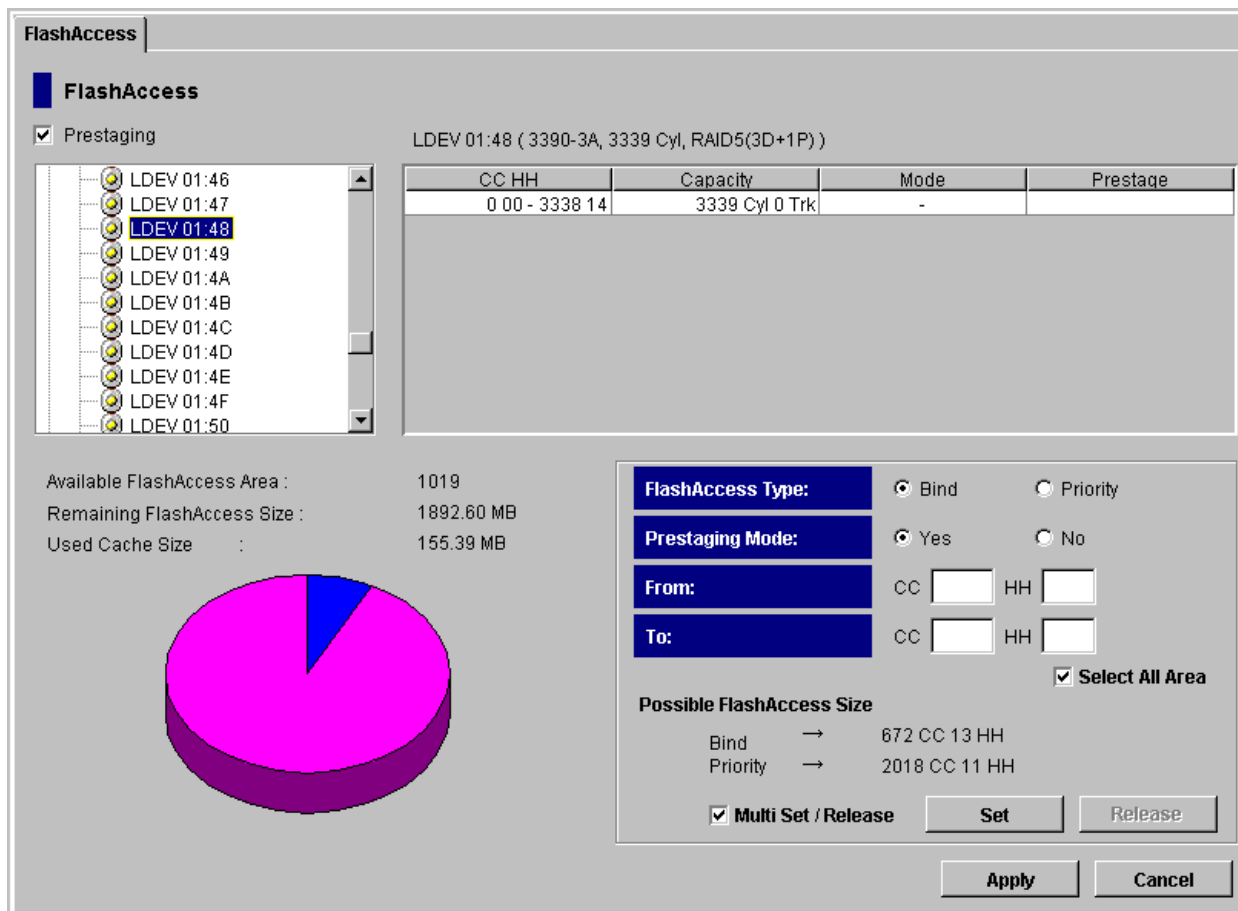 FlashAccess
FlashAccess
Prestaging
LDEV 01:48 ( 3390-3A, 3339 Cyl, RAID5(3D+1P) )
LDEV 01:46
LDEV 01:47
LDEV 01:48
LDEV 01:49
LDEV 01:4A
LDEV 01:4B
LDEV 01:4C
LDEV 01:4D
LDEV 01:4E
LDEV 01:4F
LDEV 01:50
CC HH Capacity Mode Prestage
0 00 - 3338 14 3339 Cyl 0 Trk -
Available FlashAccess Area : 1019
Remaining FlashAccess Size : 1892.60 MB
Used Cache Size : 155.39 MB
FlashAccess Type: Bind Priority
Prestaging Mode: Yes No
From: CC HH
To: CC HH
Select All Area
Possible FlashAccess Size
Bind → 672 CC 13 HH
Priority → 2018 CC 11 HH
Multi Set / Release Set Release
Apply Cancel